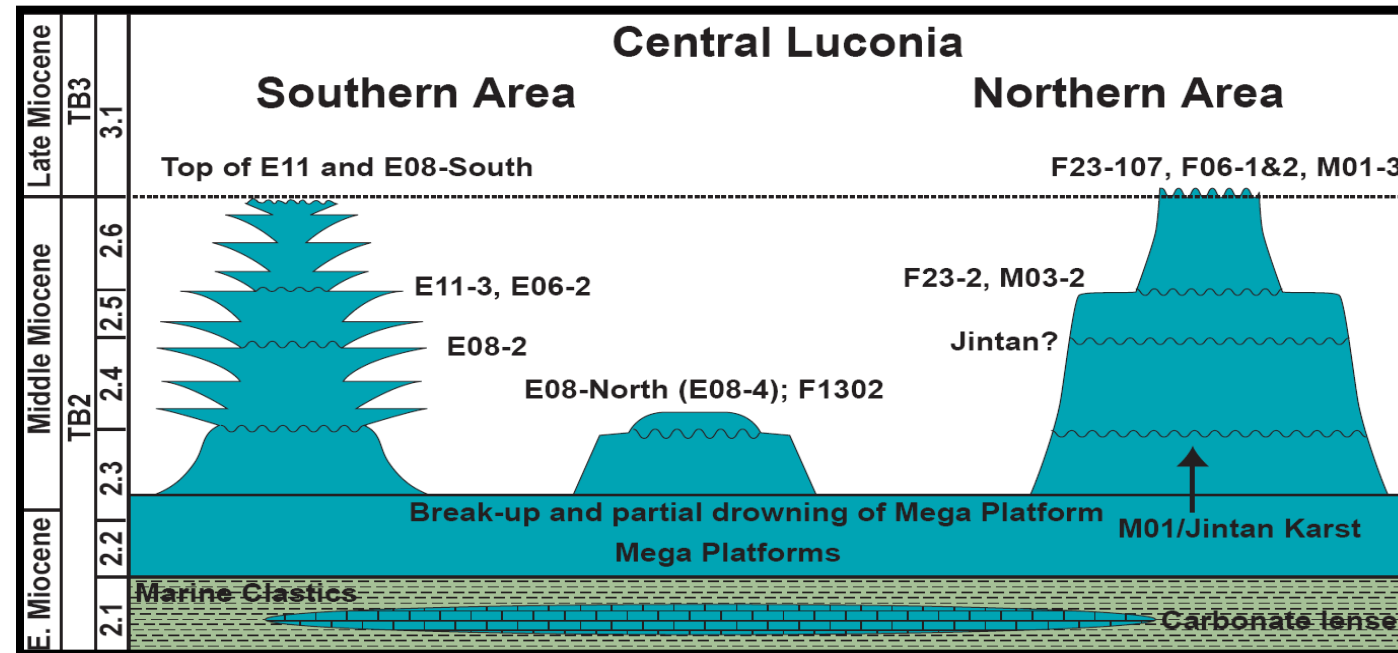 Central Luconia
Southern Area
Northern Area
Late Miocene
TB3
3.1
Top of E11 and E08-South
F23-107, F06-1&2, M01-3
Middle Miocene
TB2
2.6
E11-3, E06-2
F23-2, M03-2
2.5
E08-2
Jintan?
2.4
E08-North (E08-4); F1302
2.3
Break-up and partial drowning of Mega Platform
M01/Jintan Karst
E. Miocene
2.2
Mega Platforms
Marine Clastics
2.1
Carbonate lense